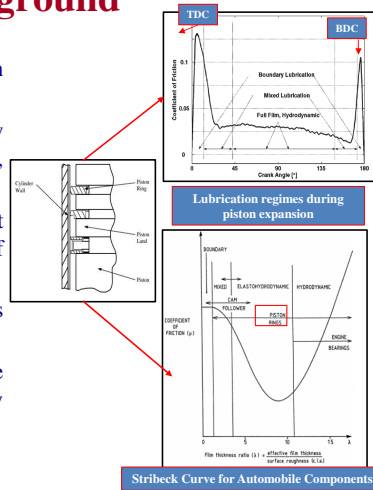 ground
TDC
BDC
Coefficient of Friction
0.1
0.05
0
Boundary Lubrication
Mixed Lubrication
Full Film, Hydrodynamic
0 45 90 135 180
Crank Angle [°]
Lubrication regimes during
piston expansion
Cylinder
Wall
Piston
Ring
Piston
Land
Piston
BOUNDARY
MIXED
ELASTOHYDRODYNAMIC
HYDRODYNAMIC
CAM
FOLLOWER
PISTON
RINGS
ENGINE
BEARINGS
COEFFICIENT
OF
FRICTION (μ)
0 5 10 15 λ
Film thickness ratio (λ) = effective film thickness
surface roughness (c.l.a.)
Stribeck Curve for Automobile Components